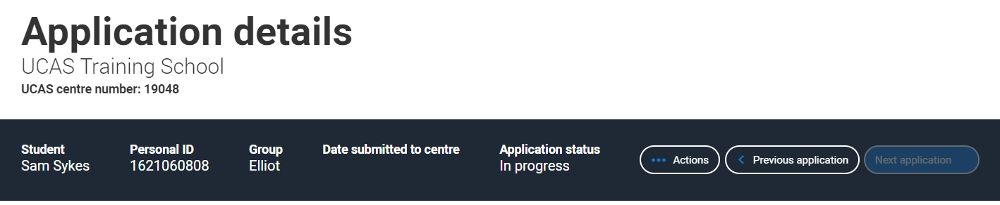 Application details
UCAS Training School
UCAS centre number: 19048
Student Personal ID Group Date submitted to centre Application status
Sam Sykes 1621060808 Elliot In progress
Actions Previous application Next application